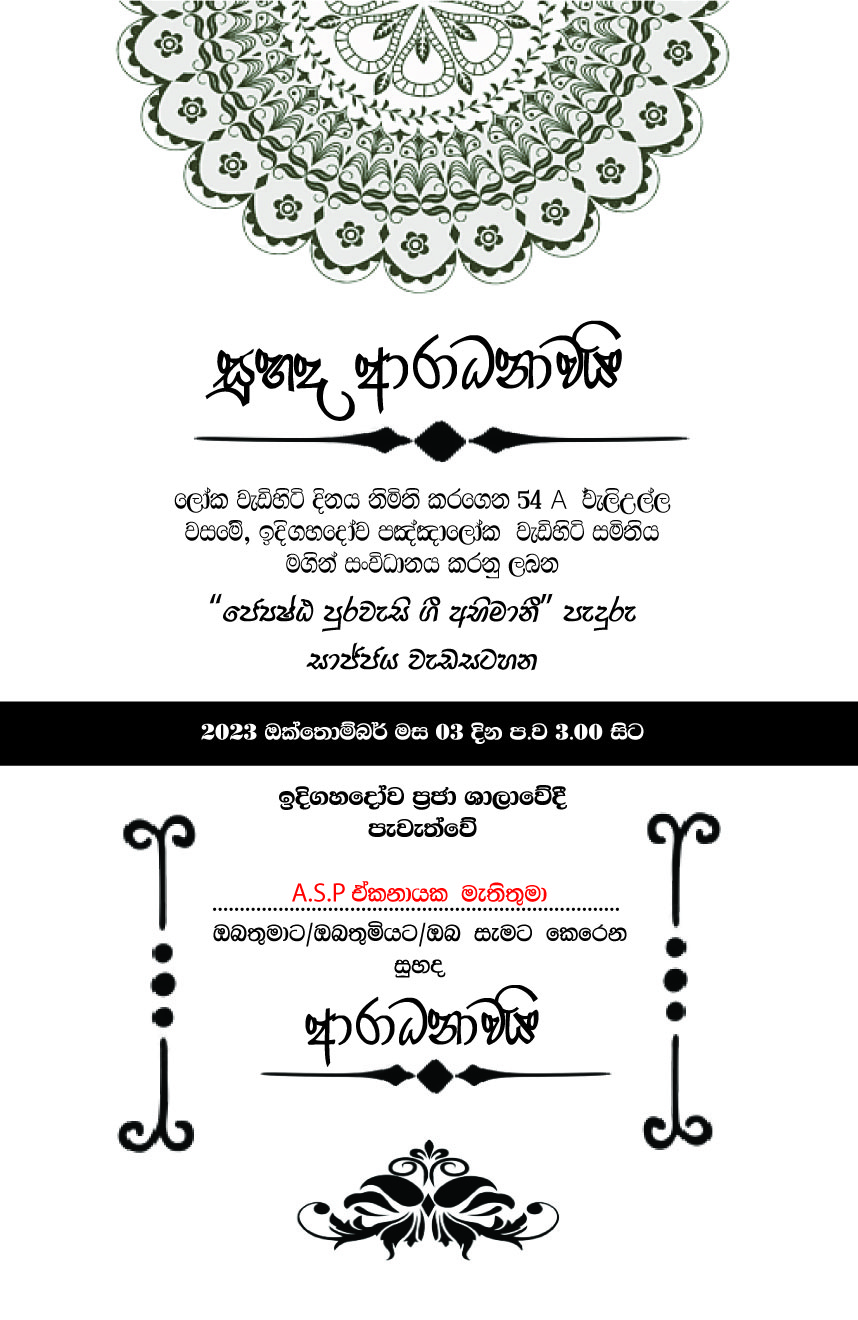 සුහද ආරාධනාවයි
ලෝක වැඩිහිටි දිනය නිමිති කරගෙන 54 A වැලිඋල්ල
වසමේ, ඉදිගහදෝව පඤ්ඤාලෝක වැඩිහිටි සමිතිය
මගින් සංවිධානය කරනු ලබන
“ජ්‍යෙෂ්ඨ පුරවැසි ගී අභිමානී” පැදුරු
සාජ්ජය වැඩසටහන
2023 ඔක්තොම්බර් මස 03 දින ප.ව 3.00 සිට
ඉදිගහදෝව ප්‍රජා ශාලාවේදී
පැවැත්වේ
A.S.P ඒකනායක මැතිතුමා
ඔබතුමාට/ඔබතුමියට/ඔබ සැමට කෙරෙන
සුහද
ආරාධනාවයි